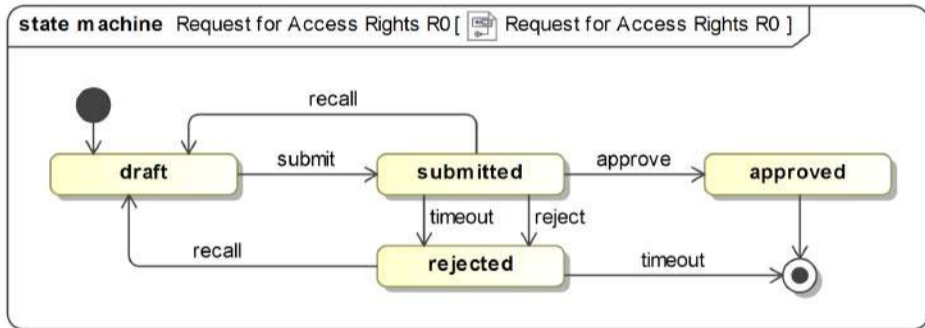 state machine Request for Access Rights R0 [ Request for Access Rights R0 ]
recall
draft
submit
submitted
approve
approved
timeout
reject
recall
rejected
timeout